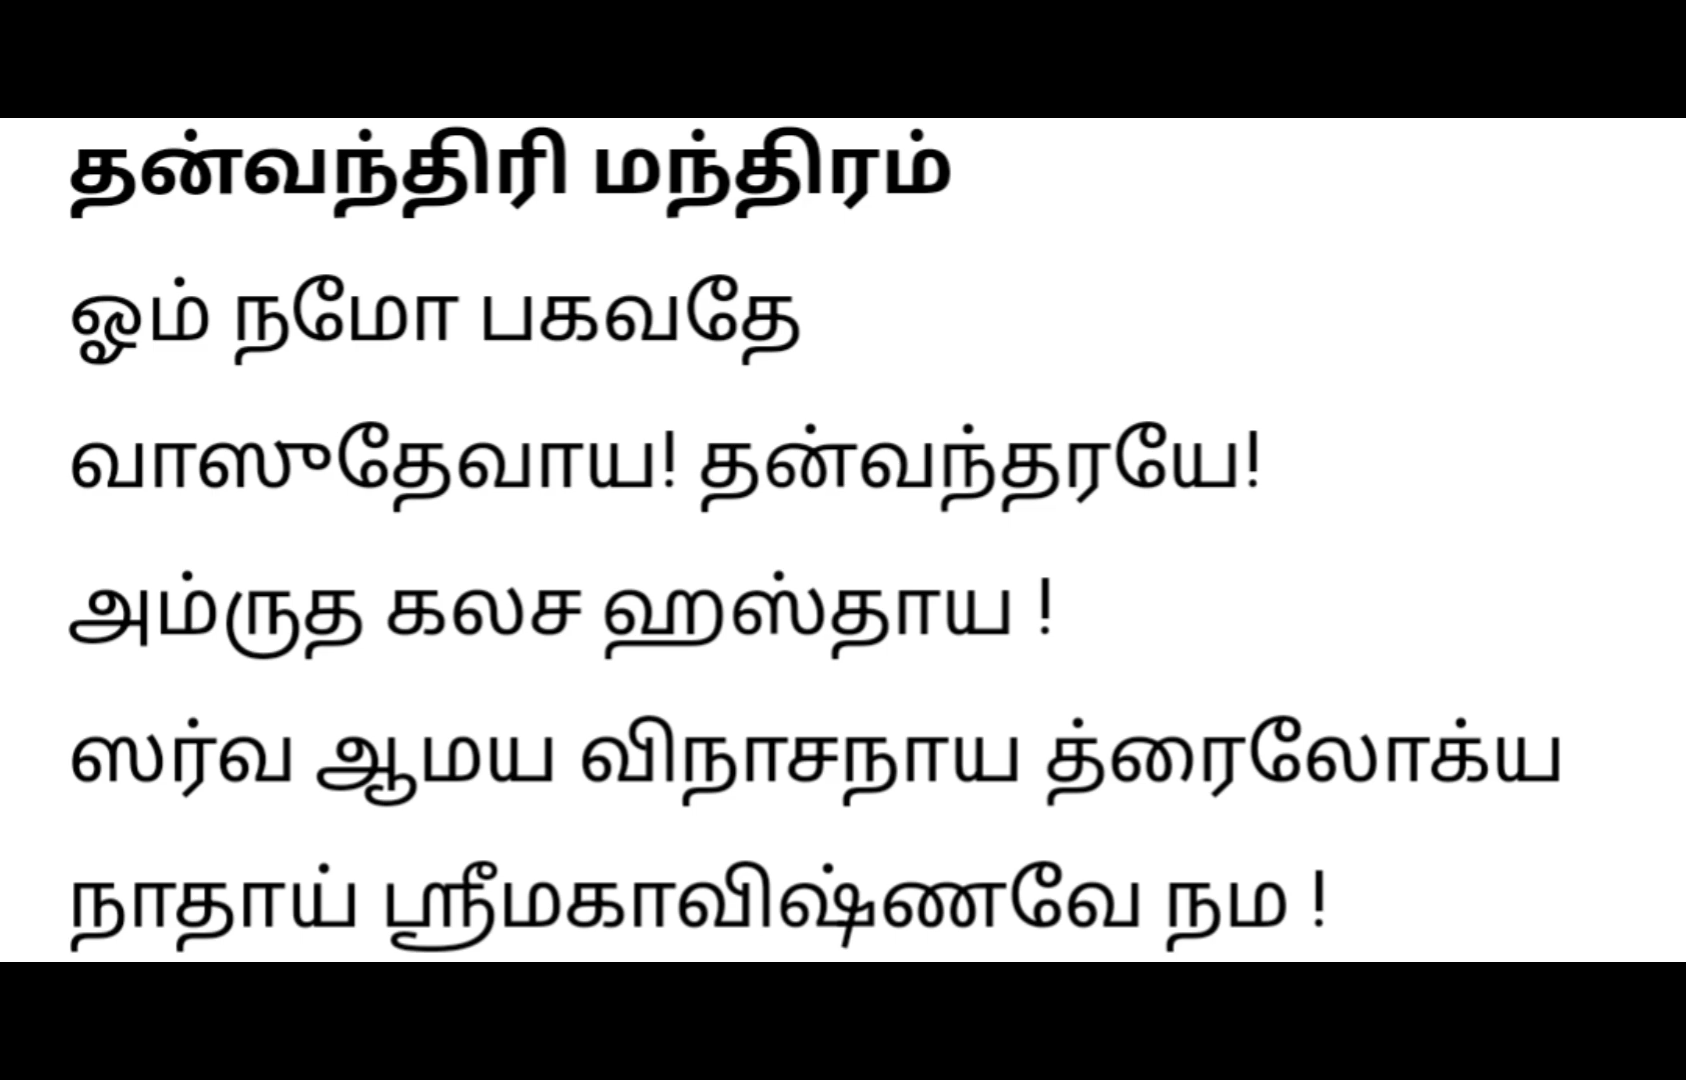 தன்வந்திரி மந்திரம்
ஓம் நமோ பகவதே
வாஸுதேவாய! தன்வந்தரயே!
அம்ருத கலச ஹஸ்தாய !
ஸர்வ ஆமய விநாசநாய த்ரைலோக்ய
நாதாய் ஸ்ரீமகாவிஷ்ணவே நம !